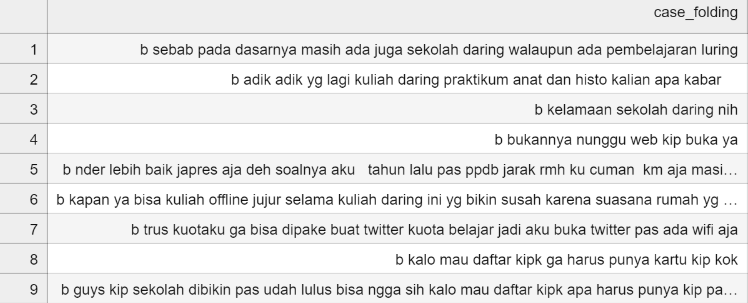 case_folding
1 b sebab pada dasarnya masih ada juga sekolah daring walaupun ada pembelajaran luring
2 b adik adik yg lagi kuliah daring praktikum anat dan histo kalian apa kabar
3 b kelamaan sekolah daring nih
4 b bukannya nunggu web kip buka ya
5 b nder lebih baik japres aja deh soalnya aku   tahun lalu pas ppdb jarak rmh ku cuman  km aja masi...
6 b kapan ya bisa kuliah offline jujur selama kuliah daring ini yg bikin susah karena suasana rumah yg ...
7 b trus kuotaku ga bisa dipake buat twitter kuota belajar jadi aku buka twitter pas ada wifi aja
8 b kalo mau daftar kipk ga harus punya kartu kip kok
9 b guys kip sekolah dibikin pas udah lulus bisa ngga sih kalo mau daftar kipk apa harus punya kip pa...